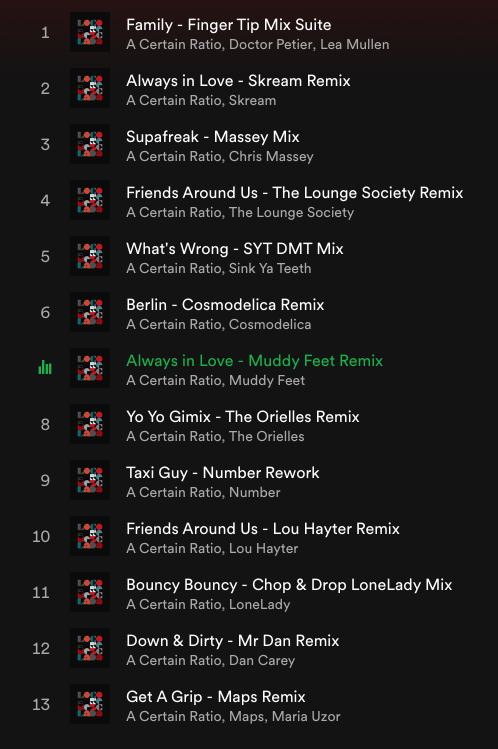 1
Family - Finger Tip Mix Suite
A Certain Ratio, Doctor Petier, Lea Mullen
2
Always in Love - Skream Remix
A Certain Ratio, Skream
3
Supafreak - Massey Mix
A Certain Ratio, Chris Massey
4
Friends Around Us - The Lounge Society Remix
A Certain Ratio, The Lounge Society
5
What's Wrong - SYT DMT Mix
A Certain Ratio, Sink Ya Teeth
6
Berlin - Cosmodelica Remix
A Certain Ratio, Cosmodelica
Always in Love - Muddy Feet Remix
A Certain Ratio, Muddy Feet
8
Yo Yo Gimix - The Orielles Remix
A Certain Ratio, The Orielles
9
Taxi Guy - Number Rework
A Certain Ratio, Number
10
Friends Around Us - Lou Hayter Remix
A Certain Ratio, Lou Hayter
11
Bouncy Bouncy - Chop & Drop LoneLady Mix
A Certain Ratio, LoneLady
12
Down & Dirty - Mr Dan Remix
A Certain Ratio, Dan Carey
13
Get A Grip - Maps Remix
A Certain Ratio, Maps, Maria Uzor